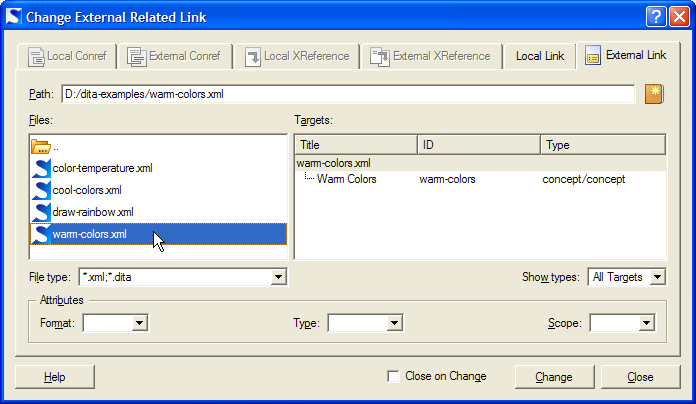 Change External Related Link
Local Conref External Conref Local XReference External XReference Local Link External Link
Path: D:/dita-examples/warm-colors.xml
Files: Targets:
..
color-temperature.xml
cool-colors.xml
draw-rainbow.xml
warm-colors.xml
Title ID Type
warm-colors.xml
Warm Colors warm-colors concept/concept
File type: *.xml;*.dita Show types: All Targets
Attributes
Format: Type: Scope:
Help Close on Change Change Close